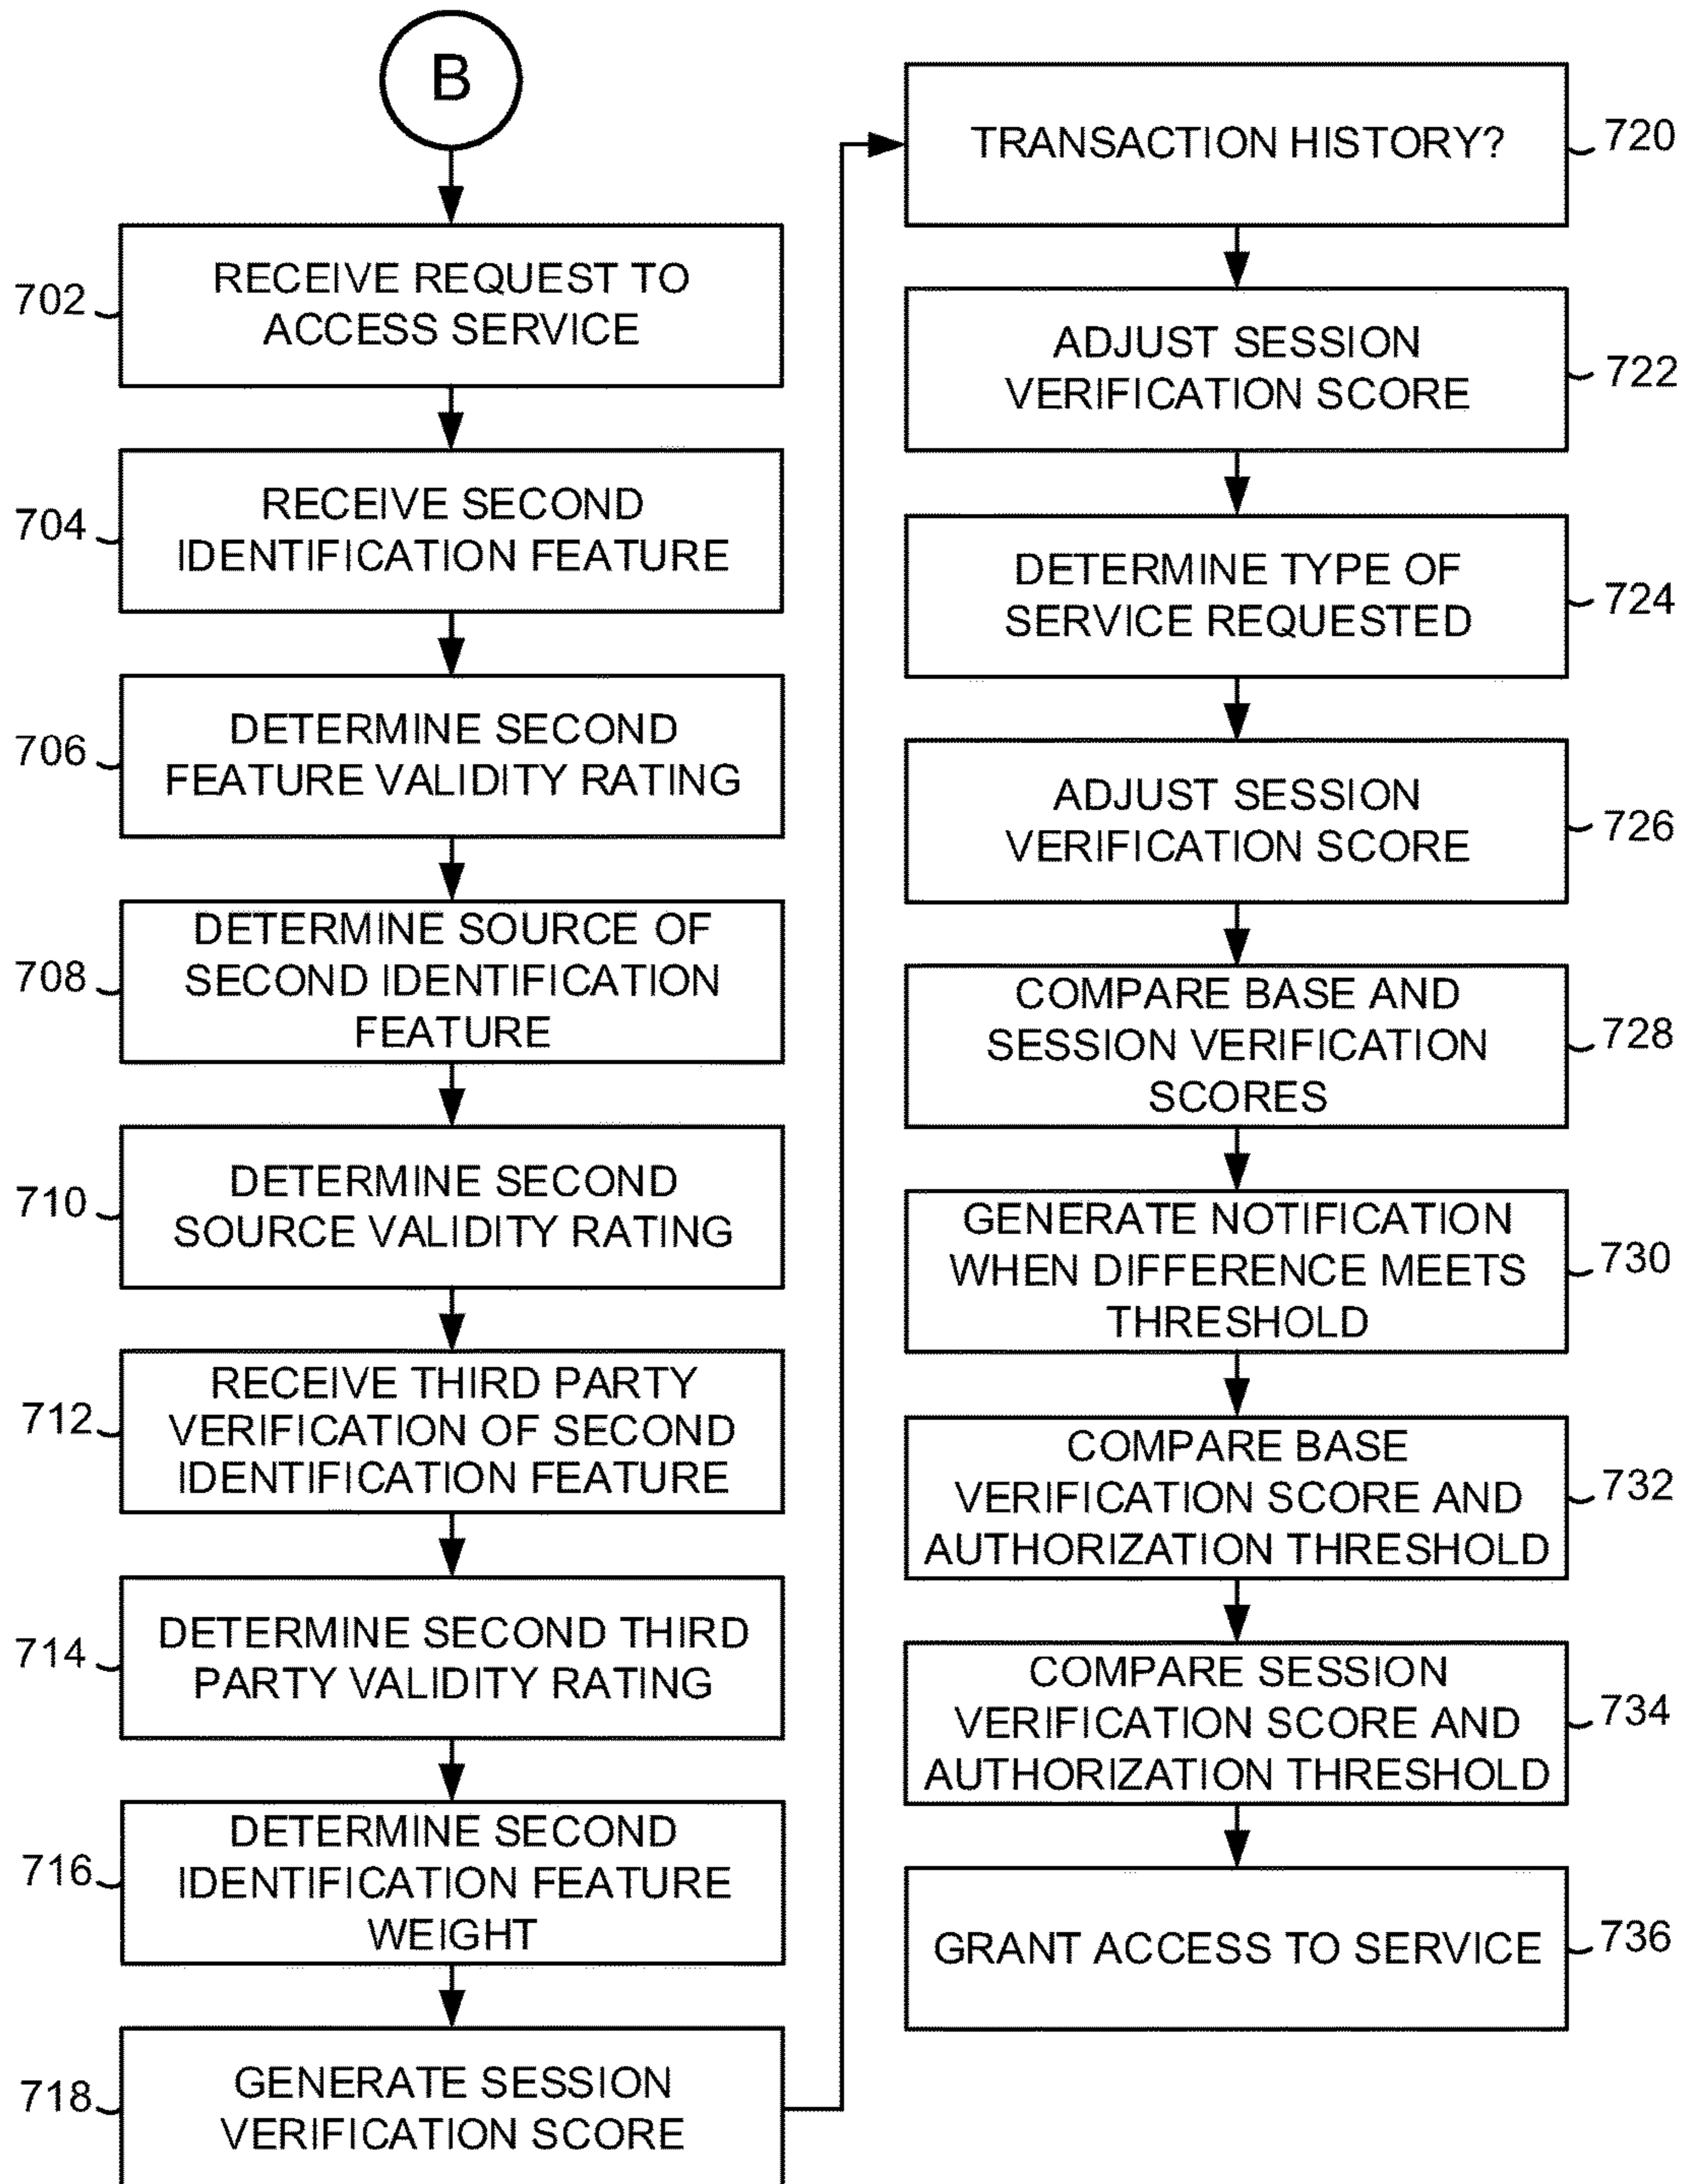 B
702
RECEIVE REQUEST TO
ACCESS SERVICE
704
RECEIVE SECOND
IDENTIFICATION FEATURE
706
DETERMINE SECOND
FEATURE VALIDITY RATING
708
DETERMINE SOURCE OF
SECOND IDENTIFICATION
FEATURE
710
DETERMINE SECOND
SOURCE VALIDITY RATING
712
RECEIVE THIRD PARTY
VERIFICATION OF SECOND
IDENTIFICATION FEATURE
714
DETERMINE SECOND THIRD
PARTY VALIDITY RATING
716
DETERMINE SECOND
IDENTIFICATION FEATURE
WEIGHT
718
GENERATE SESSION
VERIFICATION SCORE
TRANSACTION HISTORY?
720
ADJUST SESSION
VERIFICATION SCORE
722
DETERMINE TYPE OF
SERVICE REQUESTED
724
ADJUST SESSION
VERIFICATION SCORE
726
COMPARE BASE AND
SESSION VERIFICATION
SCORES
728
GENERATE NOTIFICATION
WHEN DIFFERENCE MEETS
THRESHOLD
730
COMPARE BASE
VERIFICATION SCORE AND
AUTHORIZATION THRESHOLD
732
COMPARE SESSION
VERIFICATION SCORE AND
AUTHORIZATION THRESHOLD
734
GRANT ACCESS TO SERVICE
736